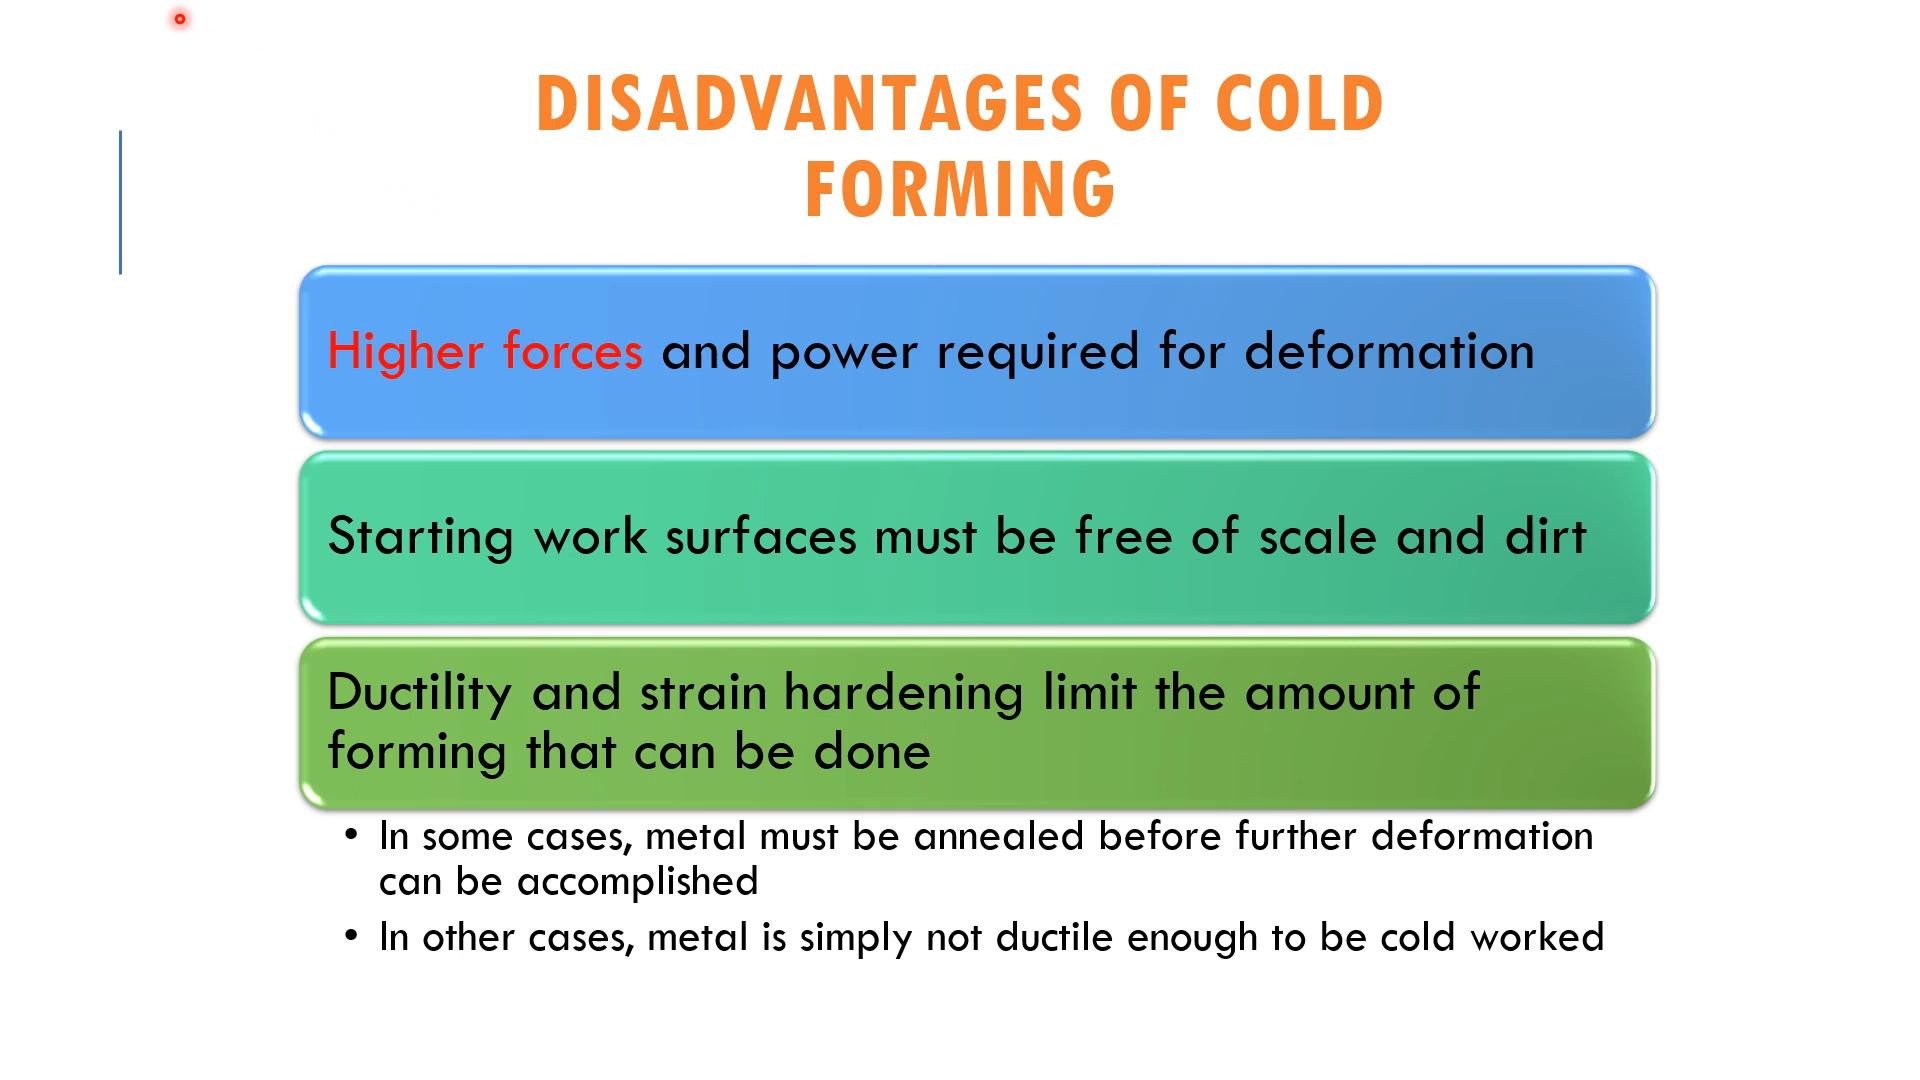 DISADVANTAGES OF COLD
FORMING
Higher forces and power required for deformation
Starting work surfaces must be free of scale and dirt
Ductility and strain hardening limit the amount of
forming that can be done
• In some cases, metal must be annealed before further deformation
can be accomplished
• In other cases, metal is simply not ductile enough to be cold worked